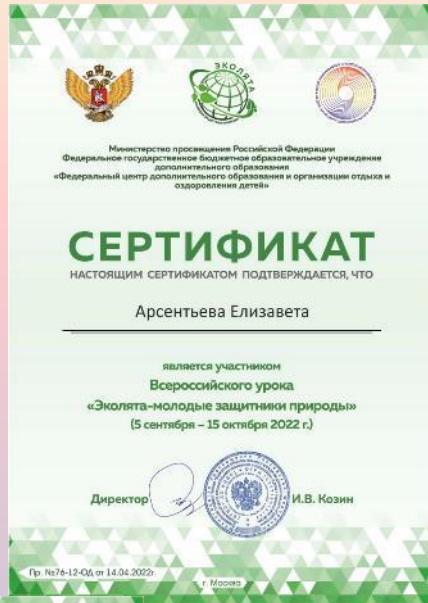 ЭКОЛЯТА
Министерство просвещения Российской Федерации
Федеральное государственное бюджетное образовательное учреждение
дополнительного образования
«Федеральный центр дополнительного образования и организации отдыха и
оздоровления детей»
СЕРТИФИКАТ
НАСТОЯЩИМ СЕРТИФИКАТОМ ПОДТВЕРЖДАЕТСЯ, ЧТО
Арсентьева Елизавета
является участником
Всероссийского урока
«Эколята-молодые защитники природы»
(5 сентября – 15 октября 2022 г.)
Директор И.В. Козин
Пр. №76-12-ОД от 14.04.2022г.
г. Москва